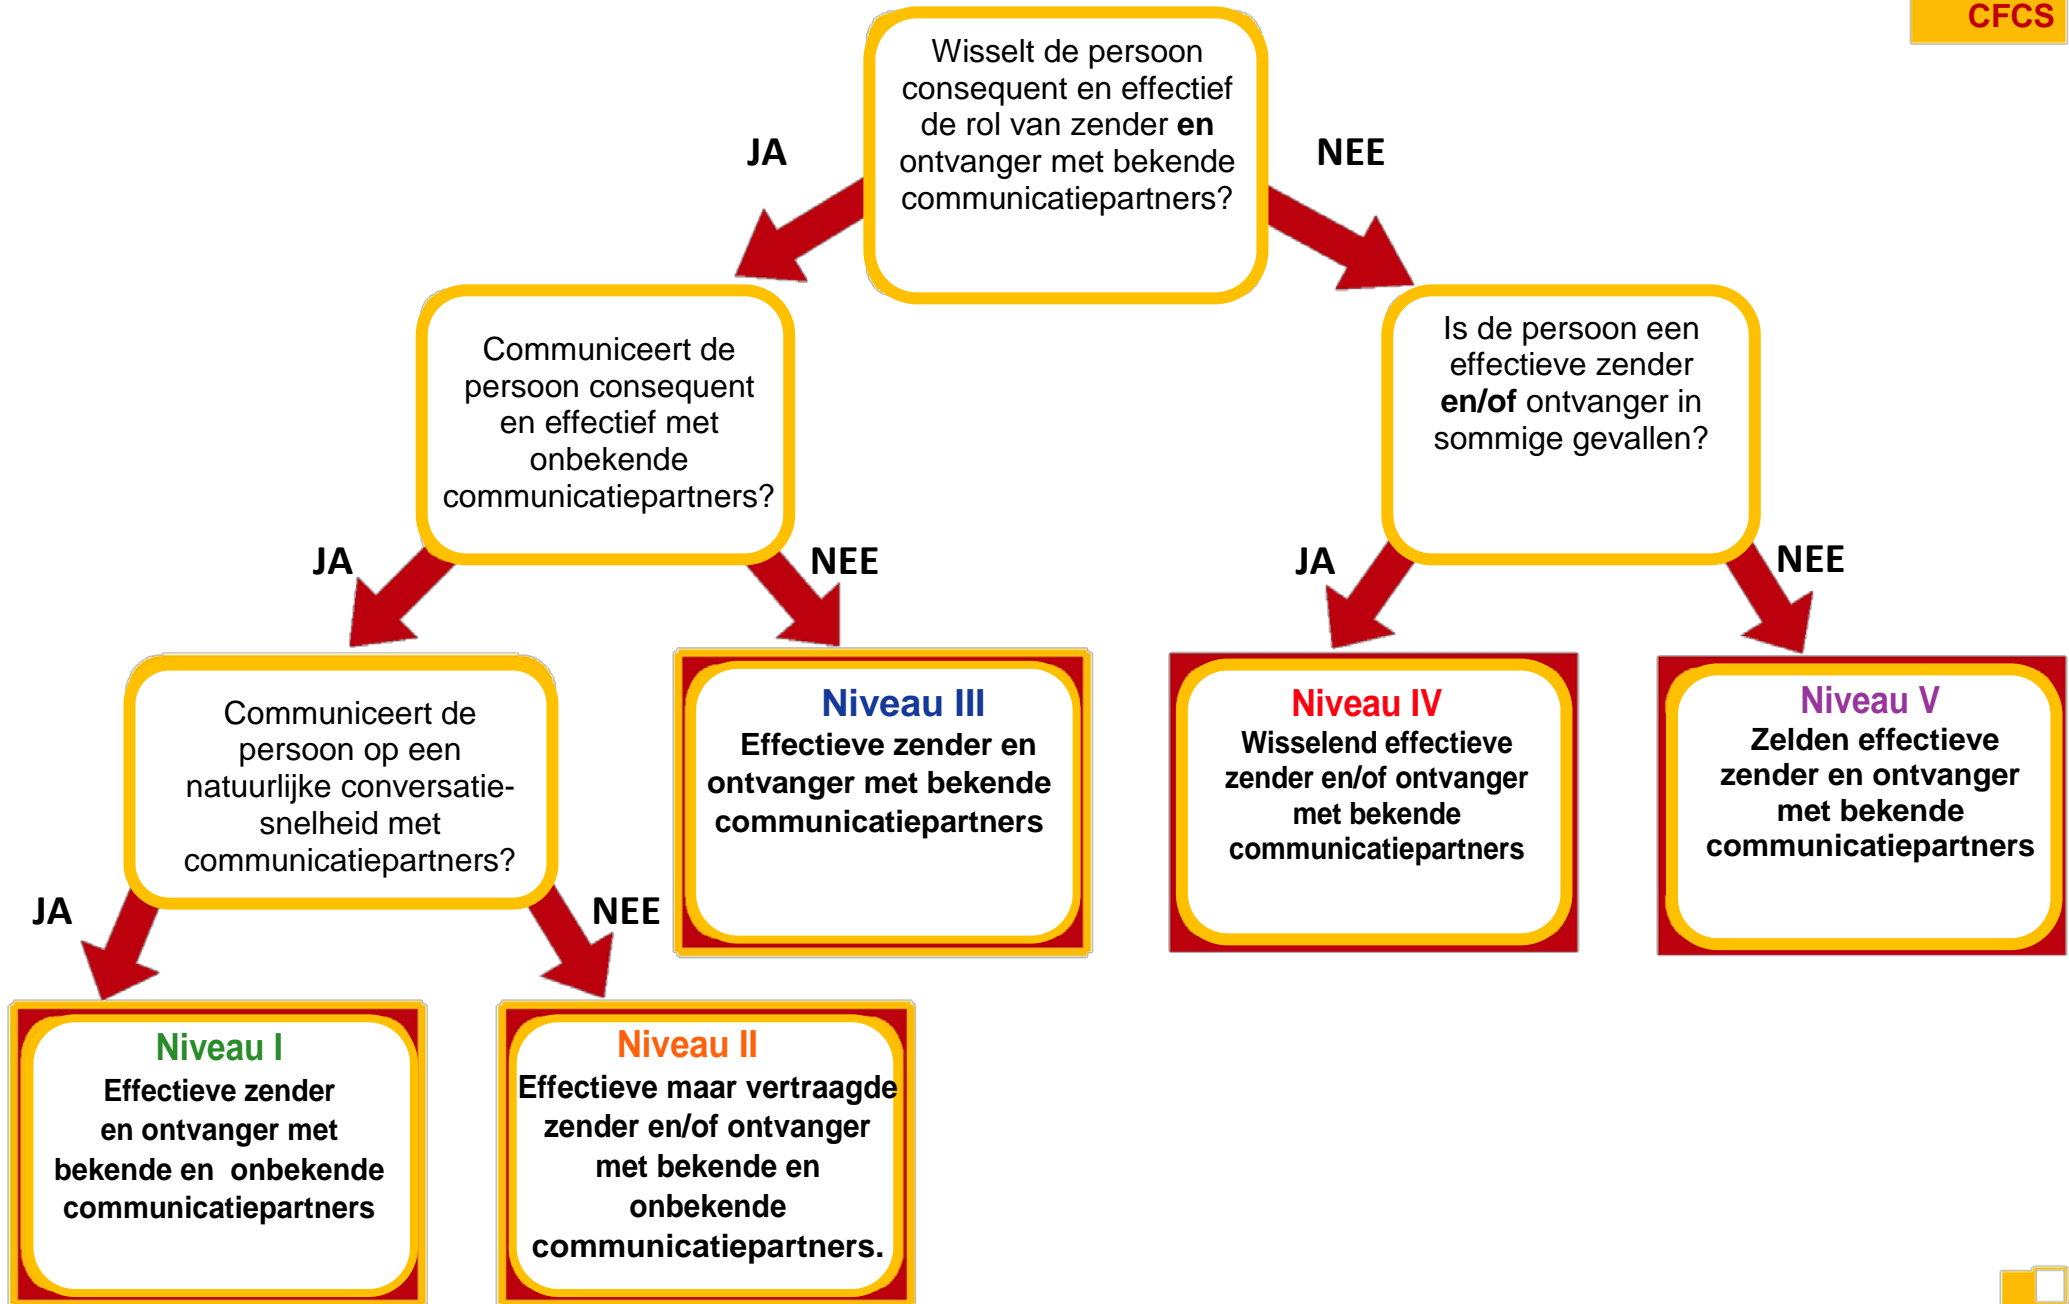 CFCS
Wisselt de persoon
consequent en effectief
de rol van zender en
ontvanger met bekende
communicatiepartners?
JA
NEE
Communiceert de
persoon consequent
en effectief met
onbekende
communicatiepartners?
Is de persoon een
effectieve zender
en/of ontvanger in
sommige gevallen?
JA
NEE
JA
NEE
Communiceert de
persoon op een
natuurlijke conversatie-
snelheid met
communicatiepartners?
Niveau III
Effectieve zender en
ontvanger met bekende
communicatiepartners
Niveau IV
Wisselend effectieve
zender en/of ontvanger
met bekende
communicatiepartners
Niveau V
Zelden effectieve
zender en ontvanger
met bekende
communicatiepartners
JA
NEE
Niveau I
Effectieve zender
en ontvanger met
bekende en onbekende
communicatiepartners
Niveau II
Effectieve maar vertraagde
zender en/of ontvanger
met bekende en
onbekende
communicatiepartners.